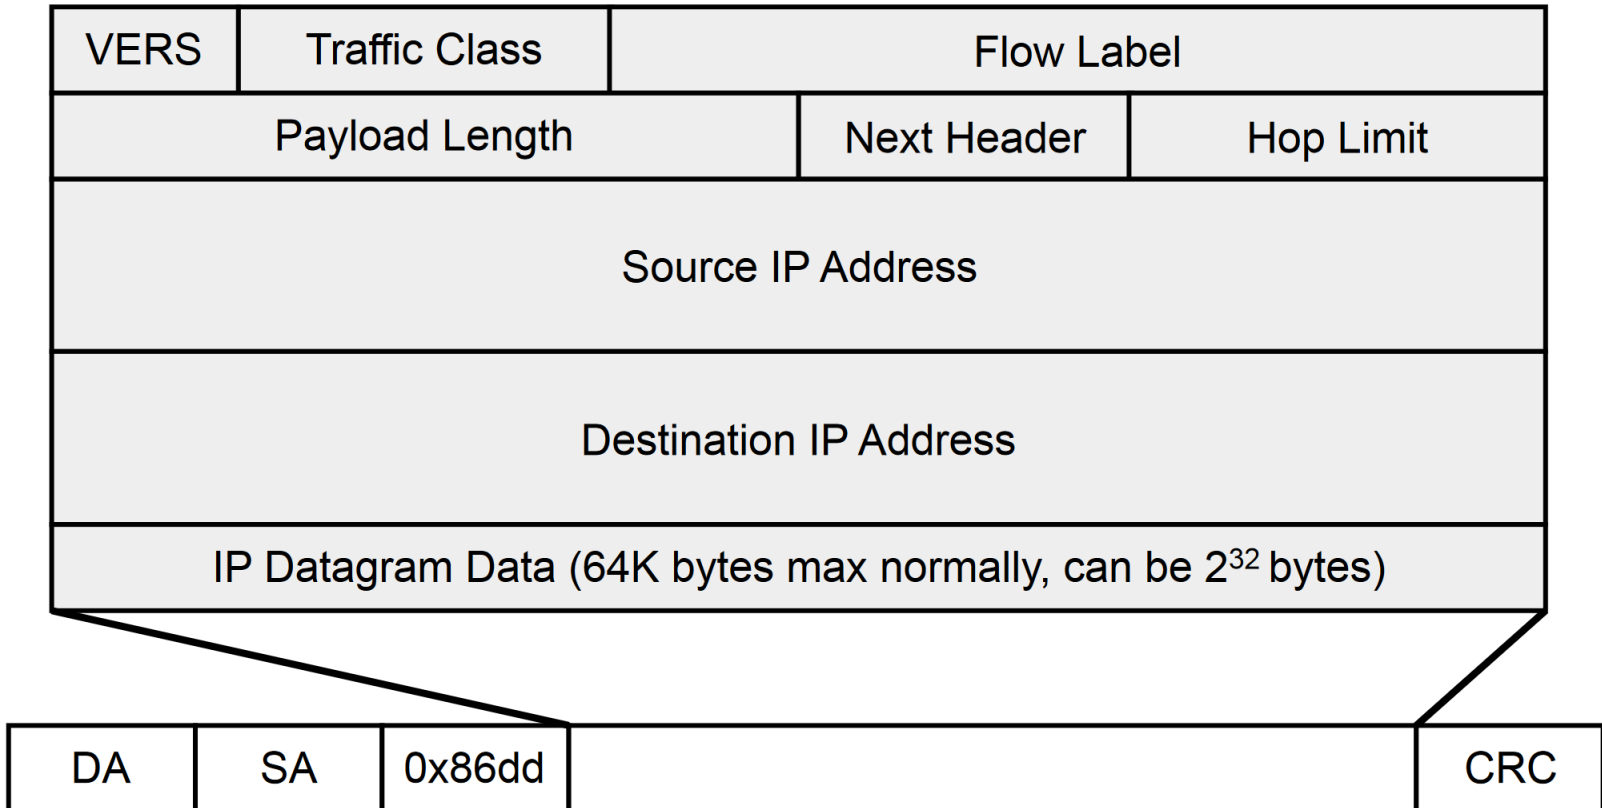 VERS Traffic Class Flow Label
Payload Length Next Header Hop Limit
Source IP Address
Destination IP Address
IP Datagram Data (64K bytes max normally, can be 2³² bytes)
DA SA 0x86dd CRC